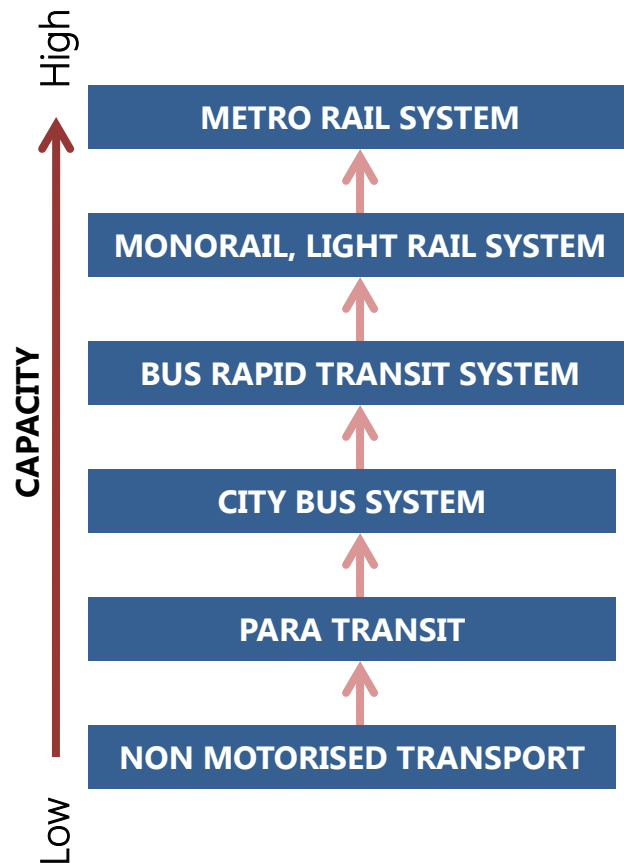 High
METRO RAIL SYSTEM
MONORAIL, LIGHT RAIL SYSTEM
BUS RAPID TRANSIT SYSTEM
CAPACITY
CITY BUS SYSTEM
PARA TRANSIT
NON MOTORISED TRANSPORT
Low